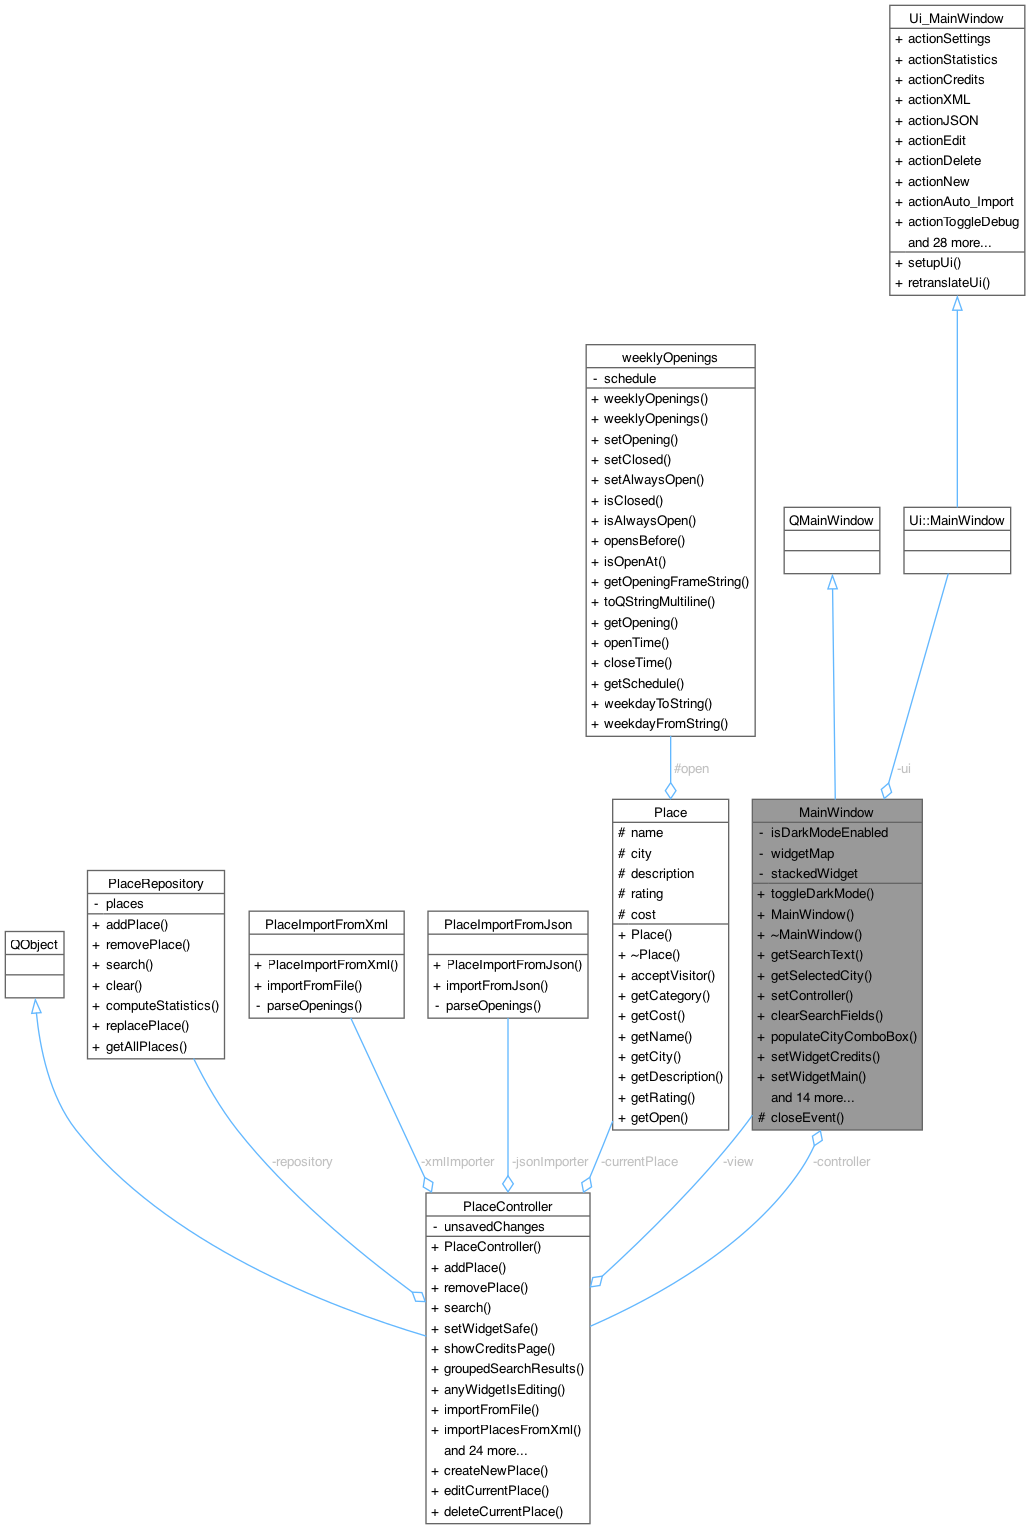 Ui_MainWindow
+ actionSettings
+ actionStatistics
+ actionCredits
+ actionXML
+ actionJSON
+ actionEdit
+ actionDelete
+ actionNew
+ actionAuto_Import
+ actionToggleDebug
and 28 more...
+ setupUi()
+ retranslateUi()
weeklyOpenings
- schedule
+ weeklyOpenings()
+ weeklyOpenings()
+ setOpening()
+ setClosed()
+ setAlwaysOpen()
+ isClosed()
+ isAlwaysOpen()
+ opensBefore()
+ isOpenAt()
+ getOpeningFrameString()
+ toQStringMultiline()
+ getOpening()
+ openTime()
+ closeTime()
+ getSchedule()
+ weekdayToString()
+ weekdayFromString()
QMainWindow
Ui::MainWindow
#open
-ui
Place
# name
# city
# description
# rating
# cost
+ Place()
+ ~Place()
+ acceptVisitor()
+ getCategory()
+ getCost()
+ getName()
+ getCity()
+ getDescription()
+ getRating()
+ getOpen()
MainWindow
- isDarkModeEnabled
- widgetMap
- stackedWidget
+ toggleDarkMode()
+ MainWindow()
+ ~MainWindow()
+ getSearchText()
+ getSelectedCity()
+ setController()
+ clearSearchFields()
+ populateCityComboBox()
+ setWidgetCredits()
+ setWidgetMain()
and 14 more...
# closeEvent()
QObject
PlaceRepository
- places
+ addPlace()
+ removePlace()
+ search()
+ clear()
+ computeStatistics()
+ replacePlace()
+ getAllPlaces()
PlaceImportFromXml
+ PlaceImportFromXml()
+ importFromFile()
- parseOpenings()
PlaceImportFromJson
+ PlaceImportFromJson()
+ importFromJson()
- parseOpenings()
-repository
-xmlImporter
-jsonImporter
-currentPlace
-view
-controller
PlaceController
- unsavedChanges
+ PlaceController()
+ addPlace()
+ removePlace()
+ search()
+ setWidgetSafe()
+ showCreditsPage()
+ groupedSearchResults()
+ anyWidgetIsEditing()
+ importFromFile()
+ importPlacesFromXml()
and 24 more...
+ createNewPlace()
+ editCurrentPlace()
+ deleteCurrentPlace()